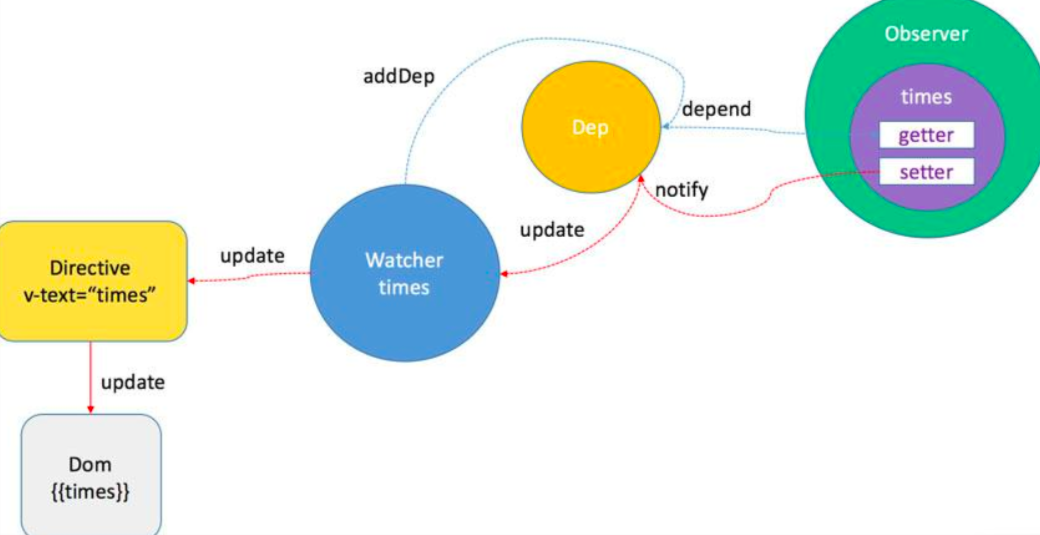 Observer
addDep
times
depend
Dep
getter
setter
notify
update
update
Watcher
times
Directive
v-text=“times”
update
Dom
{{times}}